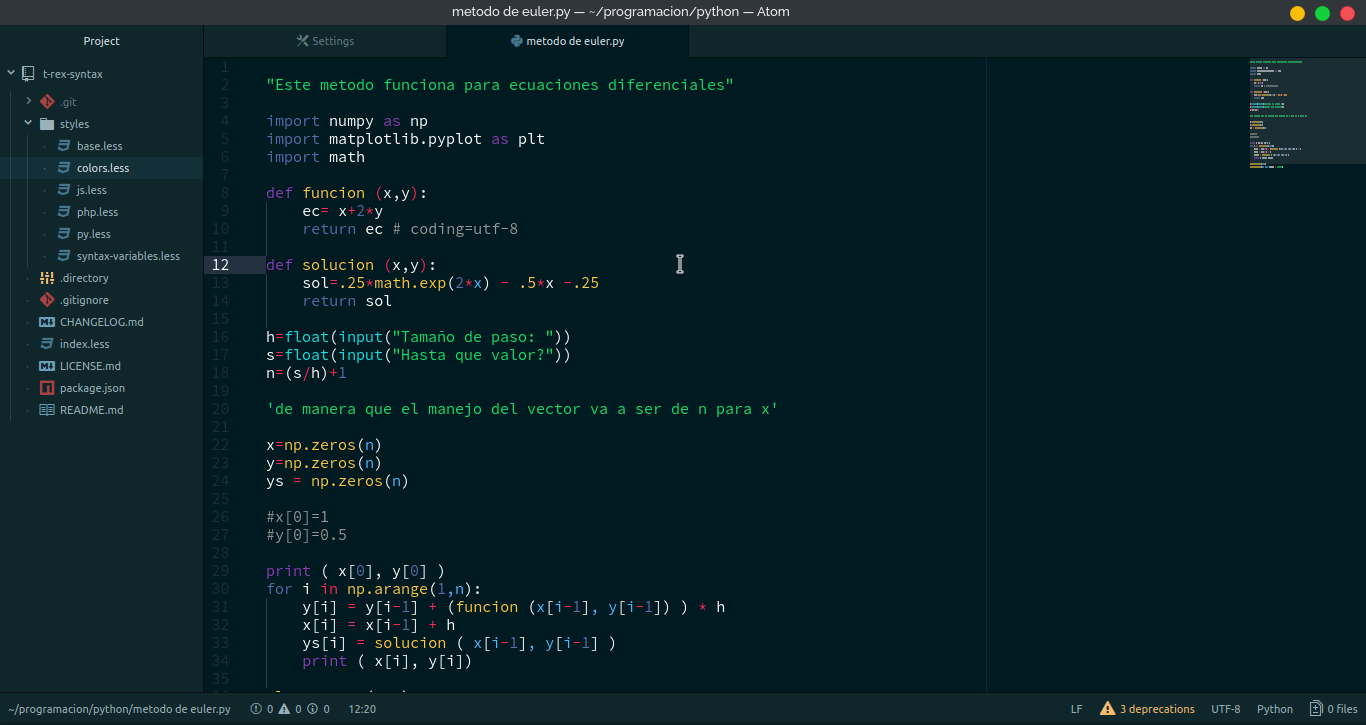 metodo de euler.py — ~/programacion/python — Atom
Project
Settings
metodo de euler.py
t-rex-syntax
.git
styles
base.less
colors.less
js.less
php.less
py.less
syntax-variables.less
.directory
.gitignore
CHANGELOG.md
index.less
LICENSE.md
package.json
README.md
1
2 "Este metodo funciona para ecuaciones diferenciales"
3
4 import numpy as np
5 import matplotlib.pyplot as plt
6 import math
7
8 def funcion (x,y):
9     ec= x+2*y
10     return ec # coding=utf-8
11
12 def solucion (x,y):
13     sol=.25*math.exp(2*x) - .5*x -.25
14     return sol
15
16 h=float(input("Tamaño de paso: "))
17 s=float(input("Hasta que valor?"))
18 n=(s/h)+1
19
20 'de manera que el manejo del vector va a ser de n para x'
21
22 x=np.zeros(n)
23 y=np.zeros(n)
24 ys = np.zeros(n)
25
26 #x[0]=1
27 #y[0]=0.5
28
29 print ( x[0], y[0] )
30 for i in np.arange(1,n):
31     y[i] = y[i-1] + (funcion (x[i-1], y[i-1]) ) * h
32     x[i] = x[i-1] + h
33     ys[i] = solucion ( x[i-1], y[i-1] )
34     print ( x[i], y[i])
35
~/programacion/python/metodo de euler.py 0 0 0 12:20 LF 3 deprecations UTF-8 Python 0 files